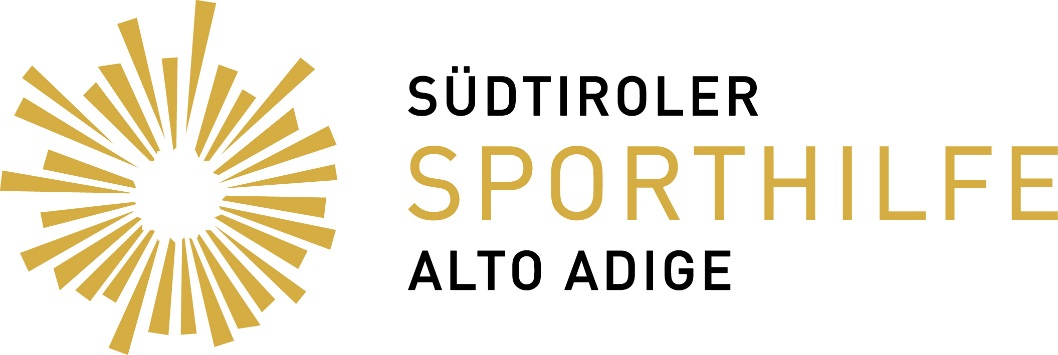 SÜDTIROLER
SPORTHILFE
ALTO ADIGE